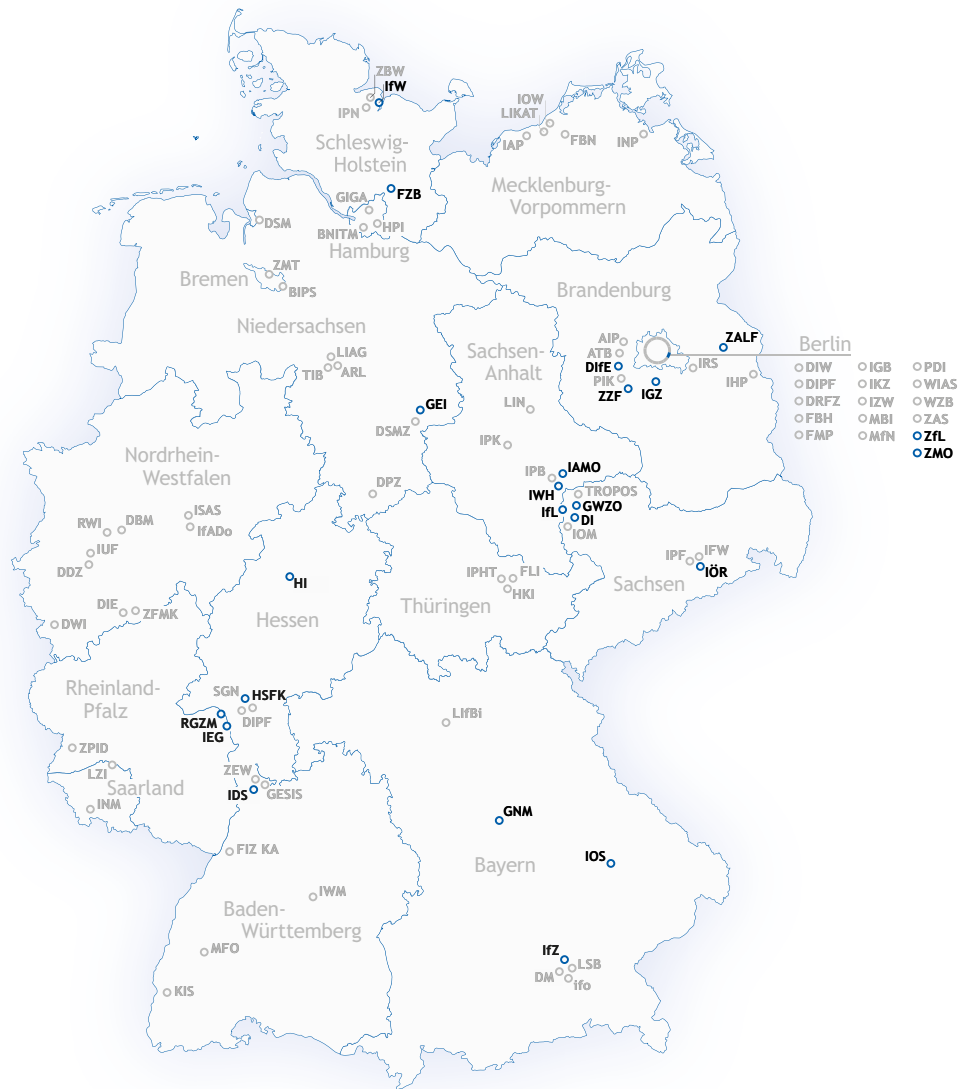 ZBW
IfW
IPN
IOW
LIKAT
IAP
FBN
INP
Schleswig-
Holstein
Mecklenburg-
Vorpommern
FZB
GIGA
HPI
BNITM
DSM
Hamburg
ZMT
Bremen
BIPS
Brandenburg
Niedersachsen
AIP
ZALF
ATB
Berlin
LIAG
TIB
ARL
Sachsen-
Anhalt
DIfE
IRS
PIK
IHP
ZZF
IGZ
DIW
IGB
PDI
DIPF
IKZ
WIAS
DRFZ
IZW
WZB
FBH
MBI
ZAS
FMP
MfN
ZfL
ZMO
GEI
LIN
DSMZ
IPK
Nordrhein-
Westfalen
IPB
IAMO
DPZ
IWH
TROPOS
IfL
GWZO
DI
IOM
ISAS
RWI
DBM
IfADo
IUF
DDZ
IPF
IFW
IÖR
HI
IPHT
FLI
HKI
Sachsen
Thüringen
DIE
ZFMK
DWI
Hessen
Rheinland-
Pfalz
SGN
HSFK
RGZM
DIPF
IEG
LIfBi
ZPID
LZI
Saarland
ZEW
GESIS
IDS
INM
GNM
FIZ KA
IOS
Bayern
IWM
Baden-
Württemberg
MFO
IfZ
LSB
DM
ifo
KIS